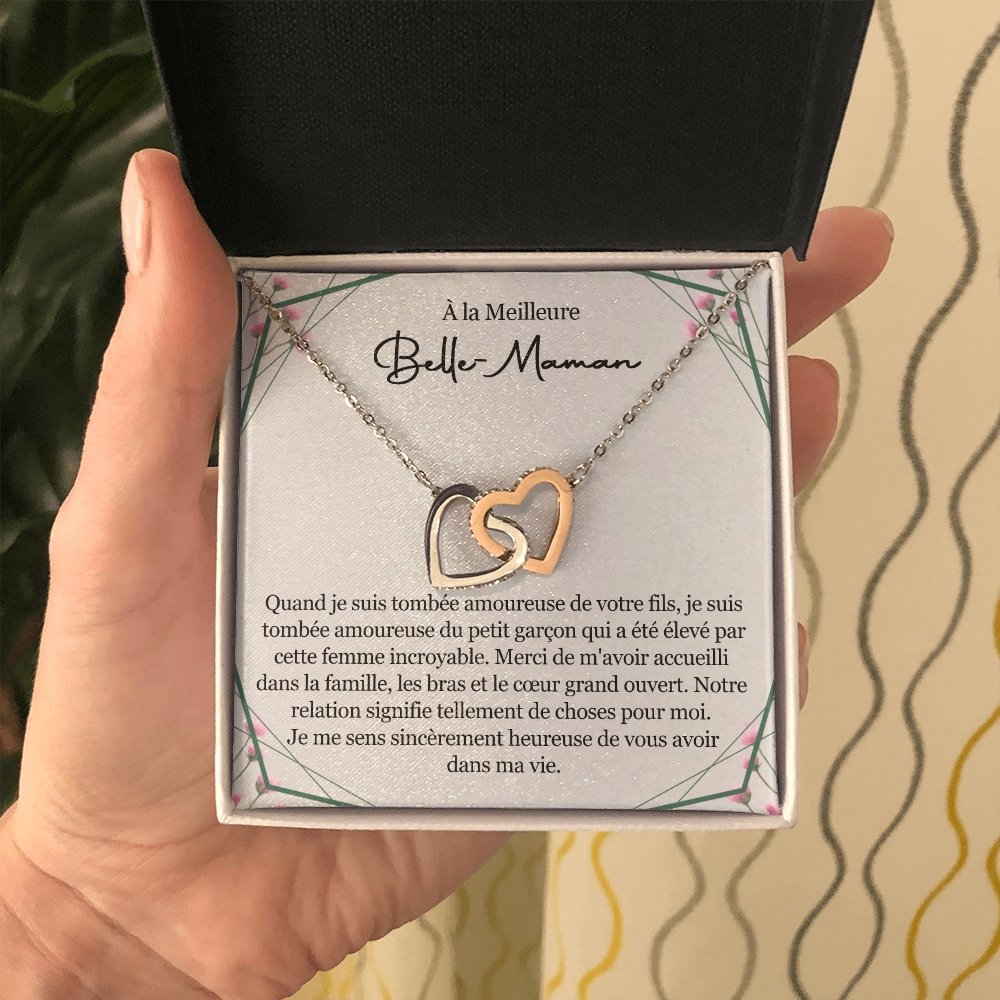 À la Meilleure
Belle-Maman
Quand je suis tombée amoureuse de votre fils, je suis
tombée amoureuse du petit garçon qui a été élevé par
cette femme incroyable. Merci de m'avoir accueilli
dans la famille, les bras et le cœur grand ouvert. Notre
relation signifie tellement de choses pour moi.
Je me sens sincèrement heureuse de vous avoir
dans ma vie.